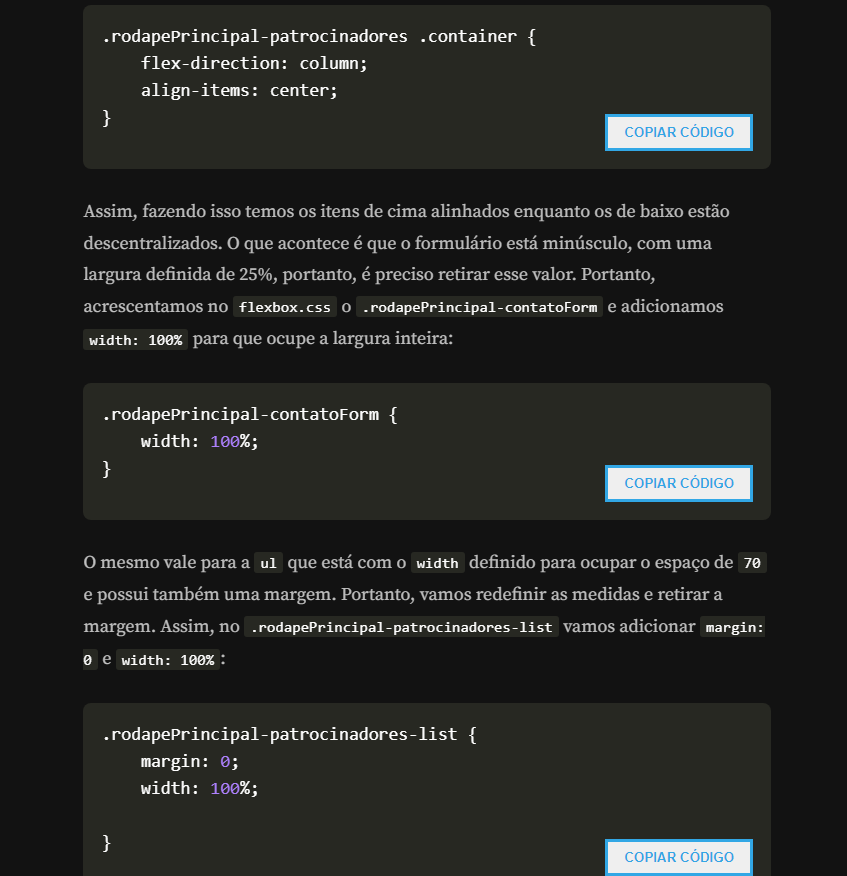 .rodapePrincipal-patrocinadores .container {
    flex-direction: column;
    align-items: center;
}
COPIAR CÓDIGO
Assim, fazendo isso temos os itens de cima alinhados enquanto os de baixo estão
descentralizados. O que acontece é que o formulário está minúsculo, com uma
largura definida de 25%, portanto, é preciso retirar esse valor. Portanto,
acrescentamos no flexbox.css o .rodapePrincipal-contatoForm e adicionamos
width: 100% para que ocupe a largura inteira:
.rodapePrincipal-contatoForm {
    width: 100%;
}
COPIAR CÓDIGO
O mesmo vale para a ul que está com o width definido para ocupar o espaço de 70
e possui também uma margem. Portanto, vamos redefinir as medidas e retirar a
margem. Assim, no .rodapePrincipal-patrocinadores-list vamos adicionar margin:
0 e width: 100%:
.rodapePrincipal-patrocinadores-list {
    margin: 0;
    width: 100%;
}
COPIAR CÓDIGO